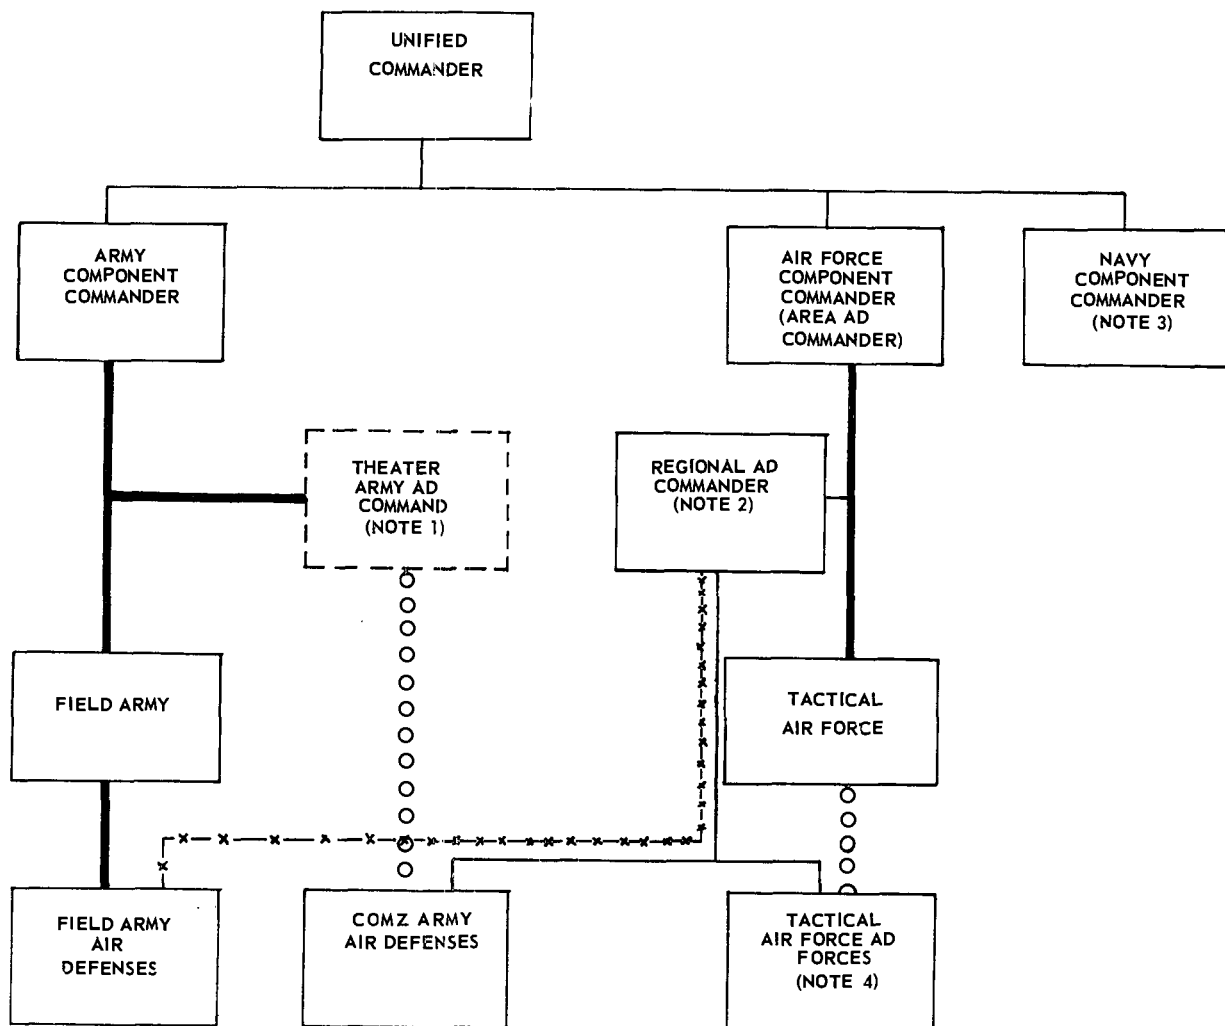 UNIFIED
COMMANDER
ARMY
COMPONENT
COMMANDER
AIR FORCE
COMPONENT
COMMANDER
(AREA AD
COMMANDER)
NAVY
COMPONENT
COMMANDER
(NOTE 3)
THEATER
ARMY AD
COMMAND
(NOTE 1)
REGIONAL AD
COMMANDER
(NOTE 2)
FIELD ARMY
TACTICAL
AIR FORCE
FIELD ARMY
AIR
DEFENSES
COMZ ARMY
AIR DEFENSES
TACTICAL
AIR FORCE AD
FORCES
(NOTE 4)